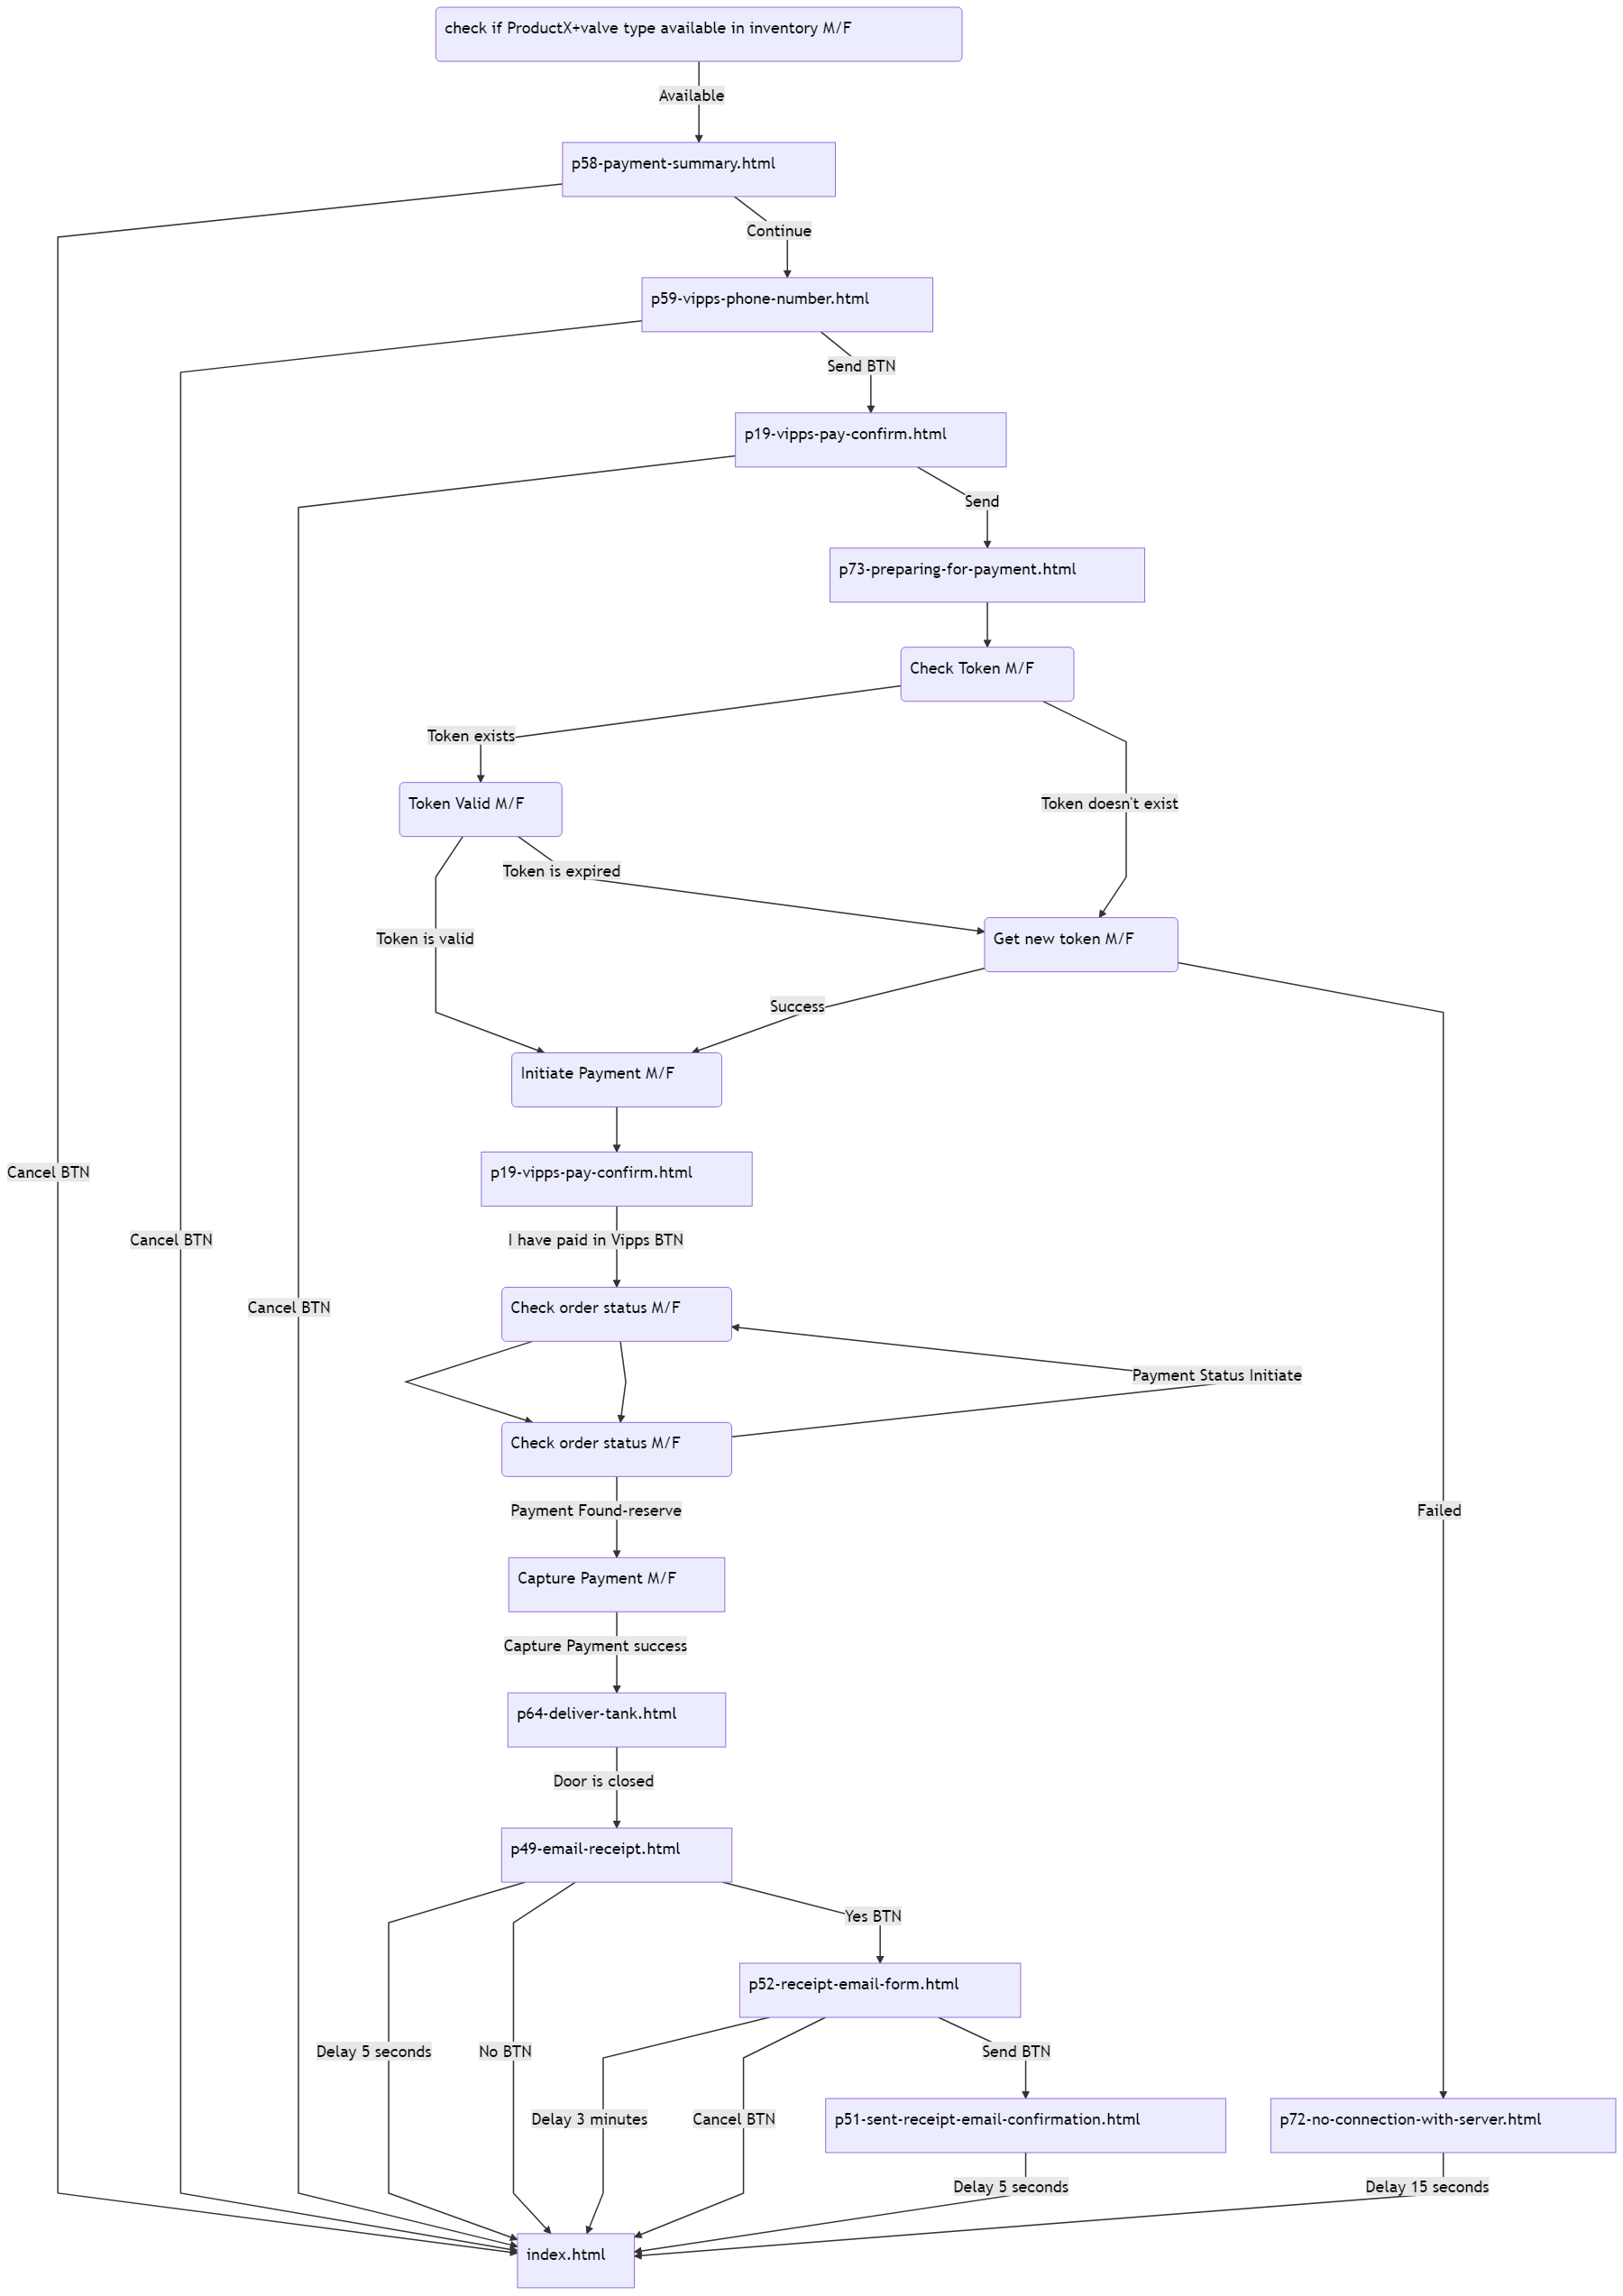 check if ProductX+valve type available in inventory M/F
Available
p58-payment-summary.html
Continue
p59-vipps-phone-number.html
Send BTN
p19-vipps-pay-confirm.html
Send
p73-preparing-for-payment.html
Check Token M/F
Token exists
Token Valid M/F
Token doesn't exist
Token is expired
Token is valid
Get new token M/F
Success
Initiate Payment M/F
Cancel BTN
p19-vipps-pay-confirm.html
Cancel BTN
I have paid in Vipps BTN
Cancel BTN
Check order status M/F
Payment Status Initiate
Check order status M/F
Payment Found-reserve
Failed
Capture Payment M/F
Capture Payment success
p64-deliver-tank.html
Door is closed
p49-email-receipt.html
Yes BTN
p52-receipt-email-form.html
Delay 5 seconds
No BTN
Send BTN
Delay 3 minutes
Cancel BTN
p51-sent-receipt-email-confirmation.html
p72-no-connection-with-server.html
Delay 5 seconds
Delay 15 seconds
index.html